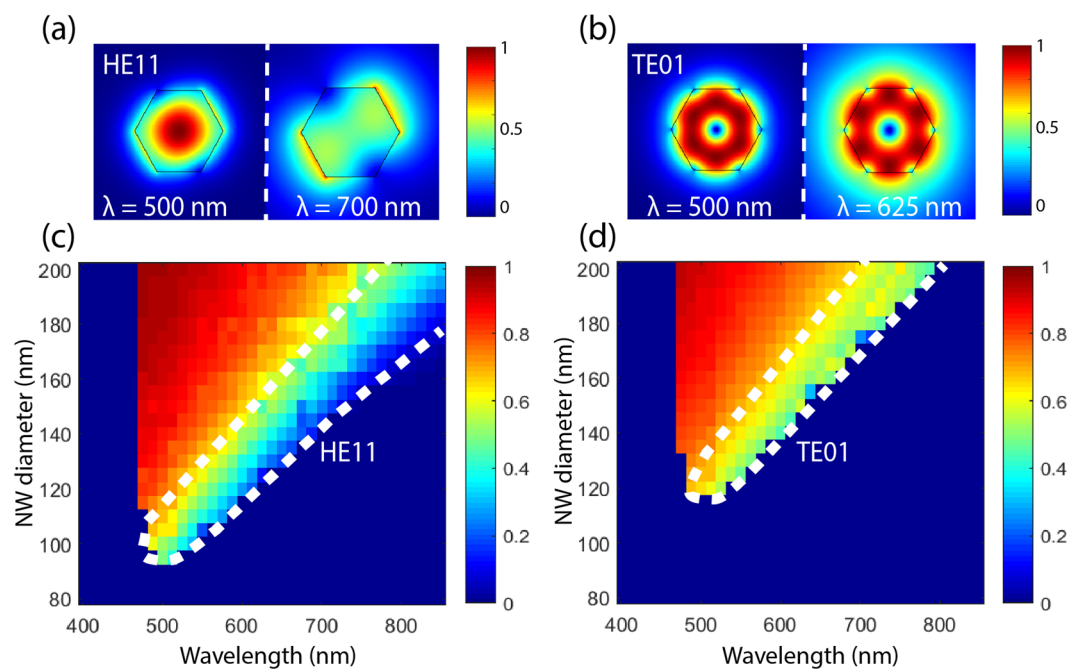 (a)
HE11
λ = 500 nm
λ = 700 nm
1
0.5
0
(b)
TE01
λ = 500 nm
λ = 625 nm
1
0.5
0
(c)
NW diameter (nm)
200
180
160
140
120
100
80
400
500
600
700
800
Wavelength (nm)
HE11
1
0.8
0.6
0.4
0.2
0
(d)
NW diameter (nm)
200
180
160
140
120
100
80
400
500
600
700
800
Wavelength (nm)
TE01
1
0.8
0.6
0.4
0.2
0